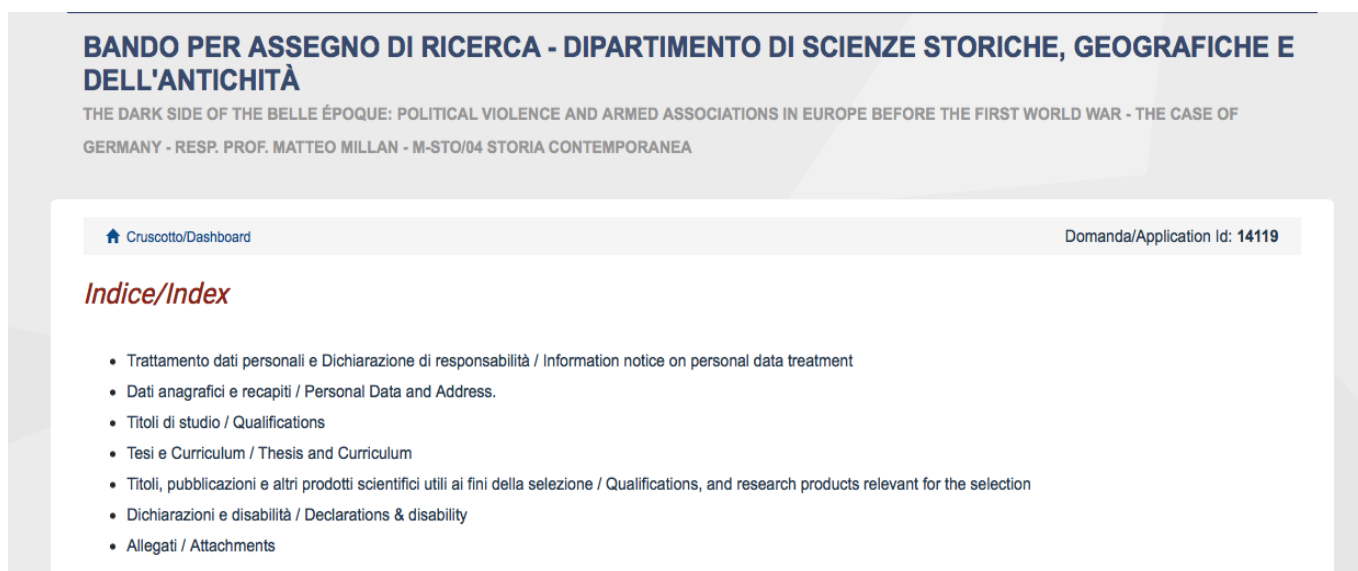 BANDO PER ASSEGNO DI RICERCA - DIPARTIMENTO DI SCIENZE STORICHE, GEOGRAFICHE E
DELL'ANTICHITÀ
THE DARK SIDE OF THE BELLE ÉPOQUE: POLITICAL VIOLENCE AND ARMED ASSOCIATIONS IN EUROPE BEFORE THE FIRST WORLD WAR - THE CASE OF
GERMANY - RESP. PROF. MATTEO MILLAN - M-STO/04 STORIA CONTEMPORANEA
Cruscotto/Dashboard
Domanda/Application Id: 14119
Indice/Index
• Trattamento dati personali e Dichiarazione di responsabilità / Information notice on personal data treatment
• Dati anagrafici e recapiti / Personal Data and Address.
• Titoli di studio / Qualifications
• Tesi e Curriculum / Thesis and Curriculum
• Titoli, pubblicazioni e altri prodotti scientifici utili ai fini della selezione / Qualifications, and research products relevant for the selection
• Dichiarazioni e disabilità / Declarations & disability
• Allegati / Attachments